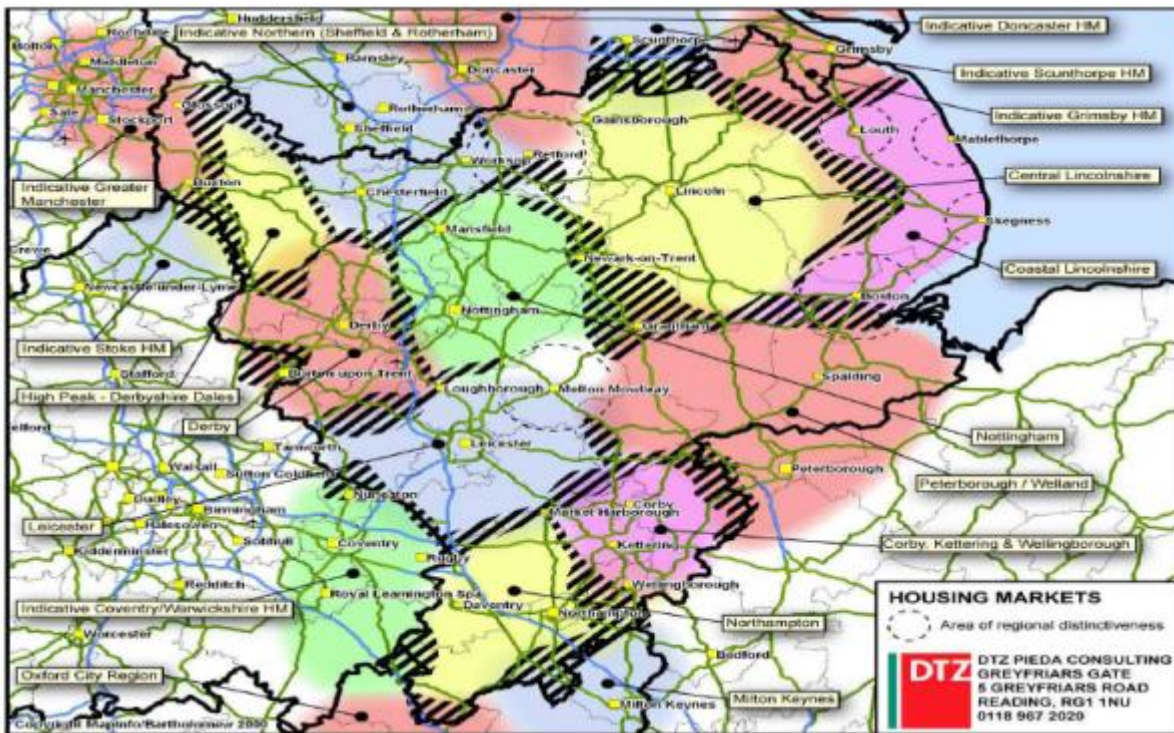 Huddersfield
Indicative Northern (Sheffield & Rotherham)
Indicative Doncaster HM
Rochdale
Bolton
Middleton
Barnsley
Scunthorpe
Grimsby
Doncaster
Indicative Scunthorpe HM
Manchester
Glossop
Rotherham
Sale
Stockport
Sheffield
Gainsborough
Indicative Grimsby HM
Louth
Mablethorpe
Worksop
Retford
Indicative Greater
Manchester
Buxton
Chesterfield
Lincoln
Central Lincolnshire
Mansfield
Skegness
Crewe
Newark-on-Trent
Coastal Lincolnshire
Newcastle-under-Lyme
Nottingham
Boston
Derby
Grantham
Indicative Stoke HM
Stafford
Burton upon Trent
Spalding
High Peak - Derbyshire Dales
Loughborough
Melton Mowbray
Derby
Nottingham
Tamworth
Leicester
Walsall
Sutton Coldfield
Peterborough
Peterborough / Welland
Nuneaton
Dudley
Birmingham
Corby
Leicester
Halesowen
Market Harborough
Solihull
Coventry
Kettering
Corby, Kettering & Wellingborough
Kidderminster
Rugby
Redditch
Royal Leamington Spa
Wellingborough
Indicative Coventry/Warwickshire HM
Daventry
Northampton
Northampton
Worcester
Bedford
Oxford City Region
Milton Keynes
Milton Keynes
Copyright MapInfo/Bartholomew 2000
HOUSING MARKETS
Area of regional distinctiveness
DTZ
DTZ PIEDA CONSULTING
GREYFRIARS GATE
5 GREYFRIARS ROAD
READING, RG1 1NU
0118 967 2020